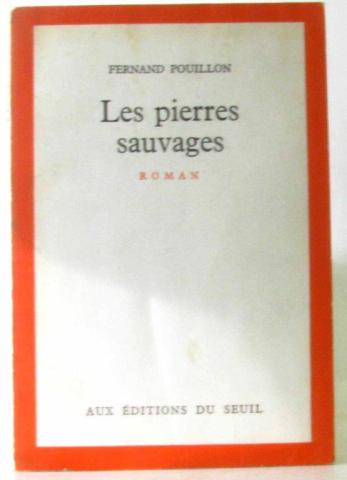 FERNAND POUILLON
Les pierres
sauvages
ROMAN
AUX ÉDITIONS DU SEUIL